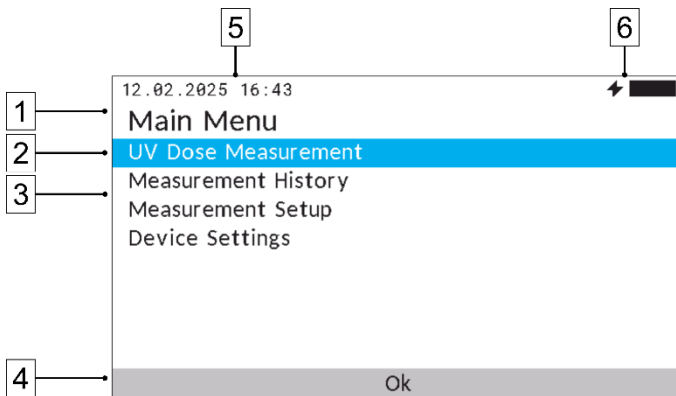 5
6
12.02.2025 16:43
1
Main Menu
2
UV Dose Measurement
Measurement History
3
Measurement Setup
Device Settings
4
Ok